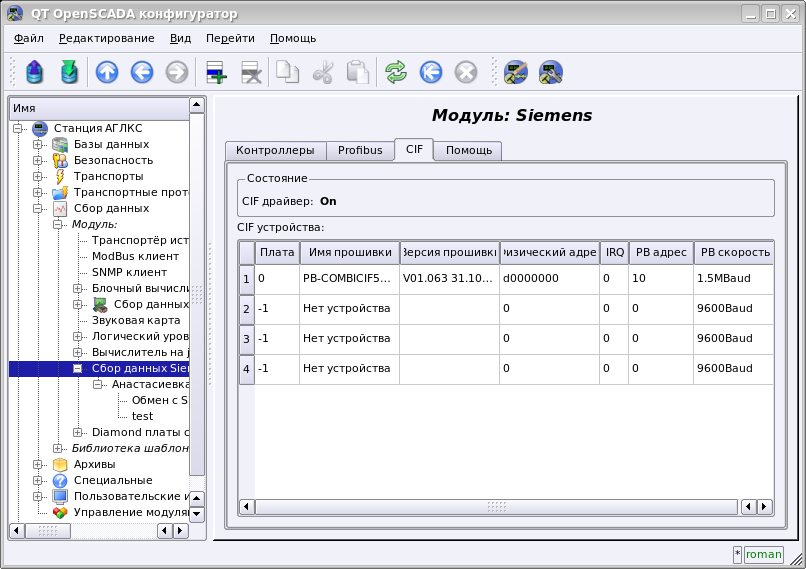 QT OpenSCADA конфигуратор
Файл Редактирование Вид Перейти Помощь
Имя
Станция АГЛКС
Базы данных
Безопасность
Транспорты
Транспортные прот
Сбор данных
Модуль:
Транспортёр ист
ModBus клиент
SNMP клиент
Блочный вычисли
Сбор данных
Звуковая карта
Логический уров
Вычислитель на j
Сбор данных Sier
Анастасиевка
Обмен с S
test
Diamond платы с
Библиотека шаблон
Архивы
Специальные
Пользовательские и
Управление модуля
Модуль: Siemens
Контроллеры Profibus CIF Помощь
Состояние
CIF драйвер: On
CIF устройства:
Плата Имя прошивки Версия прошивки изический адре IRQ PB адрес PB скорость
1 0 PB-COMBICIF5... V01.063 31.10... d0000000 0 10 1.5MBaud
2 -1 Нет устройства 0 0 0 9600Baud
3 -1 Нет устройства 0 0 0 9600Baud
4 -1 Нет устройства 0 0 0 9600Baud
* roman